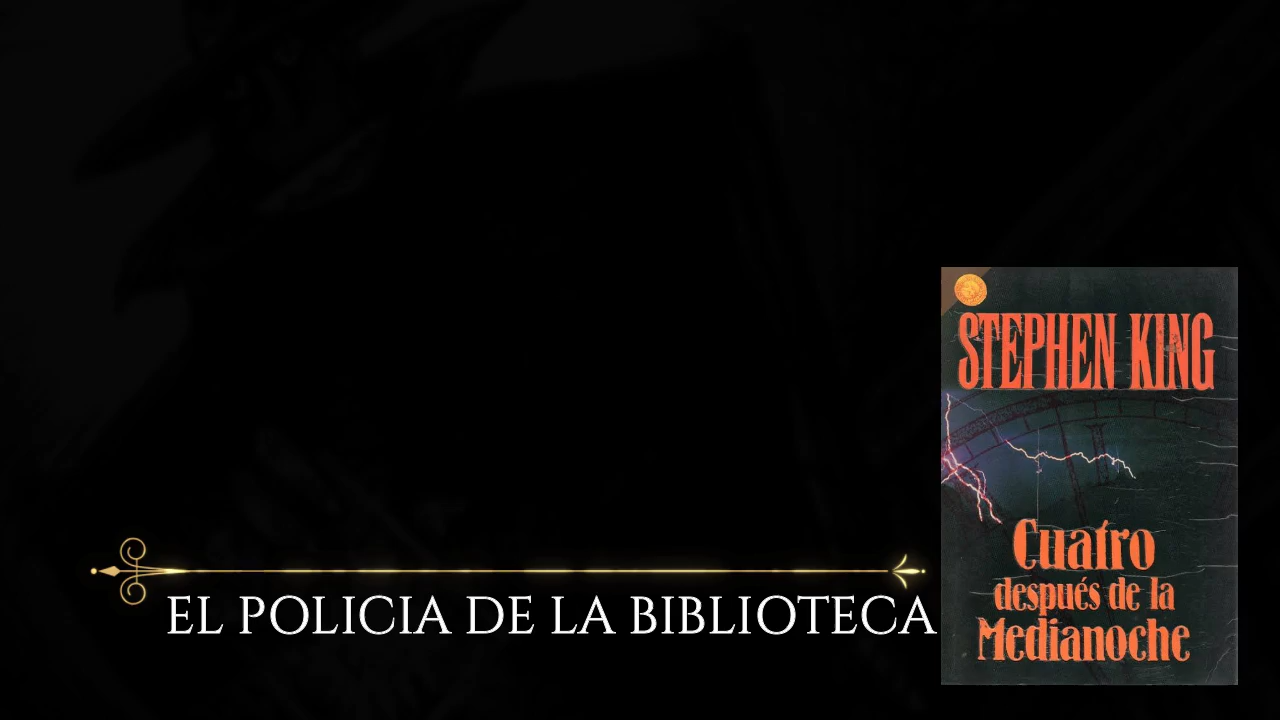 STEPHEN KING
Cuatro
después de la
Medianoche
EL POLICIA DE LA BIBLIOTECA